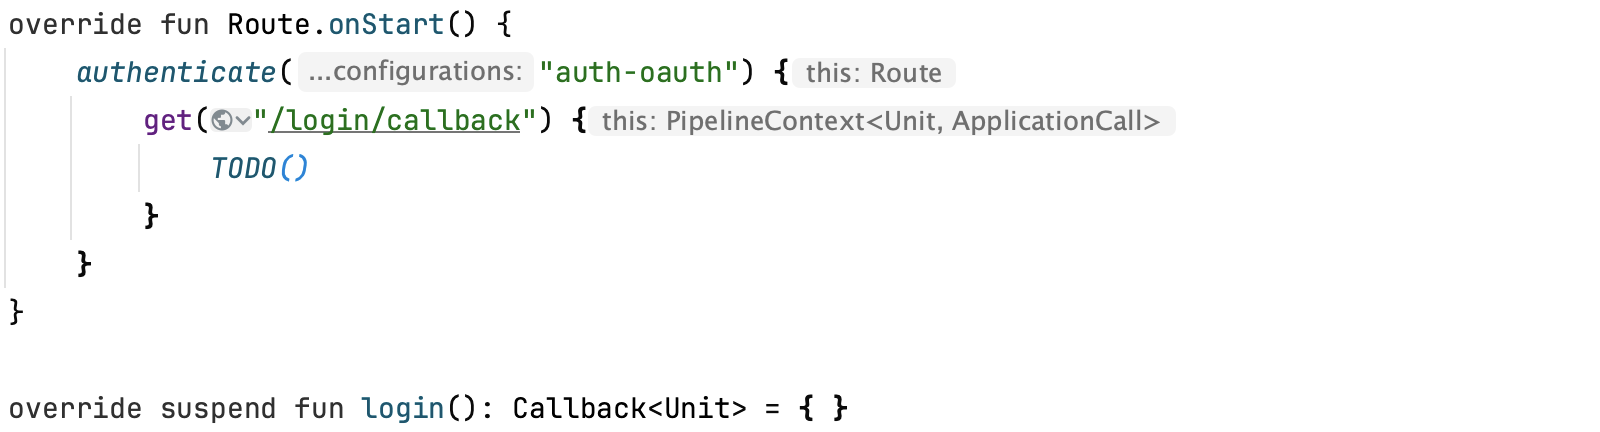 override fun Route.onStart() {
authenticate( ...configurations: "auth-oauth") { this: Route
get( "/login/callback") { this: PipelineContext<Unit, ApplicationCall>
TODO()
}
}
}
override suspend fun login(): Callback<Unit> = { }